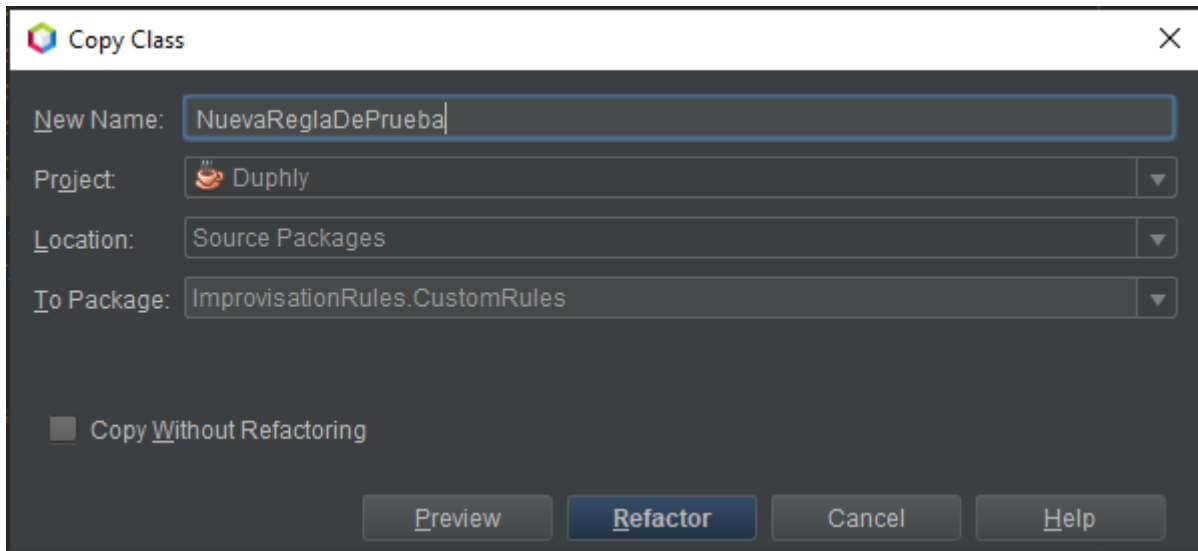 Copy Class
New Name: NuevaReglaDePrueba
Project: Duphly
Location: Source Packages
To Package: ImprovisationRules.CustomRules
Copy Without Refactoring
Preview Refactor Cancel Help